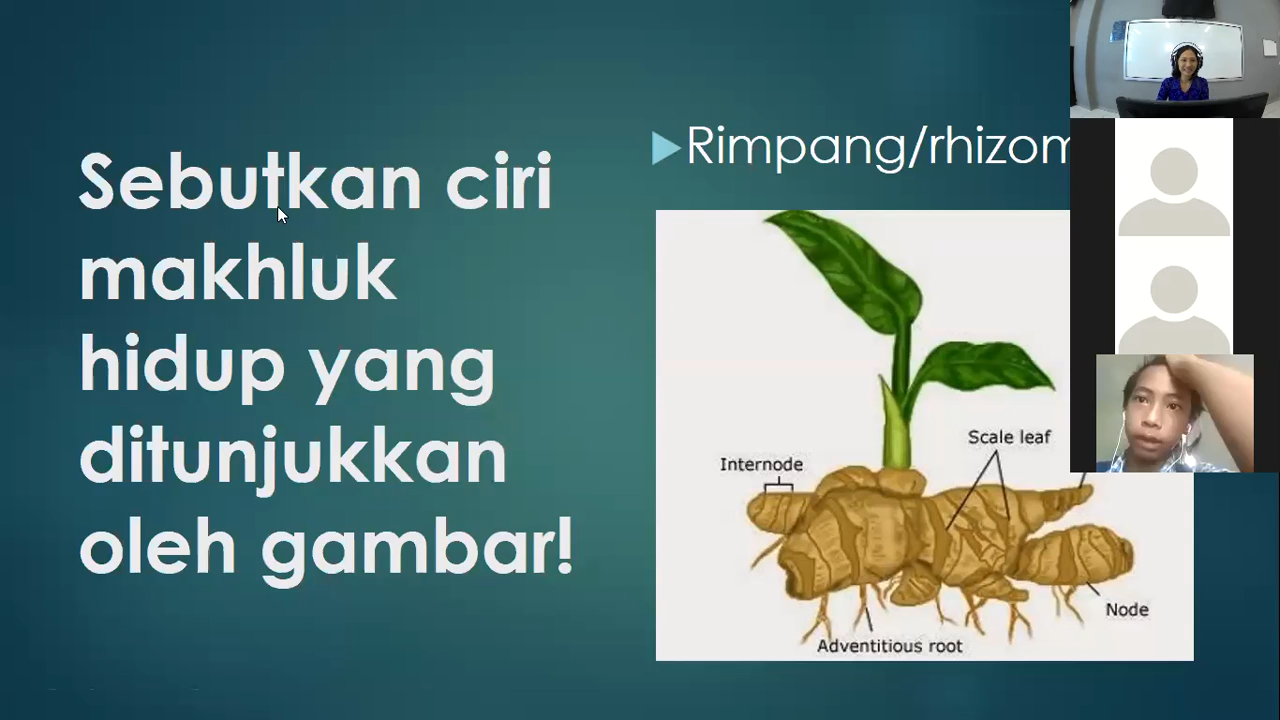 Sebutkan ciri
makhluk
hidup yang
ditunjukkan
oleh gambar!
Rimpang/rhizom
Scale leaf
Internode
Node
Adventitious root